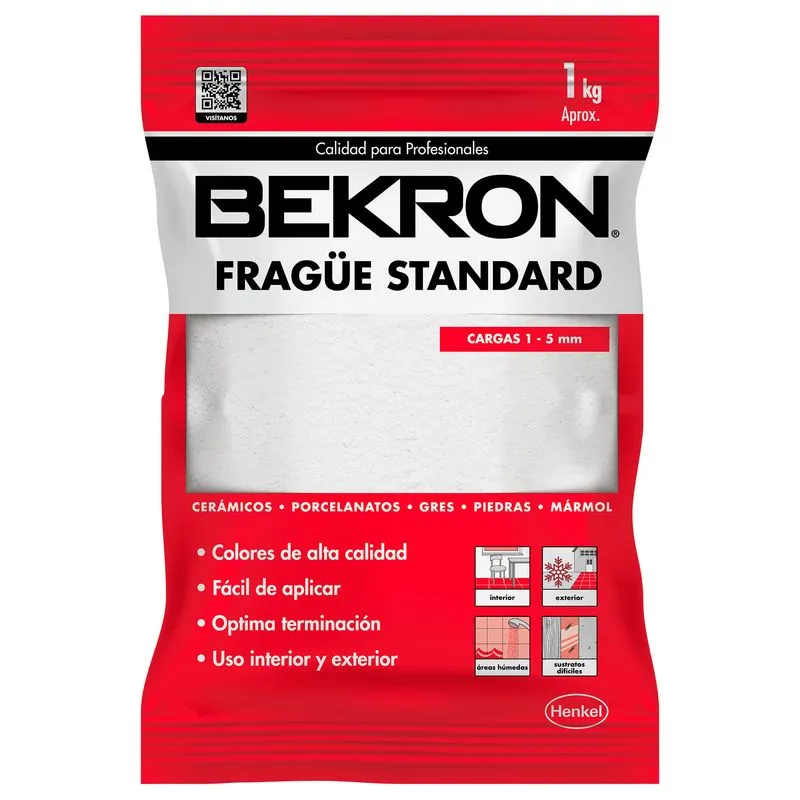 VISÍTANOS
1 kg
Aprox.
Calidad para Profesionales
BEKRON®
FRAGÜE STANDARD
CARGAS 1 - 5 mm
CERÁMICOS • PORCELANATOS • GRES • PIEDRAS • MÁRMOL
• Colores de alta calidad
• Fácil de aplicar
• Optima terminación
• Uso interior y exterior
interior
exterior
áreas húmedas
sustratos
difíciles
Henkel